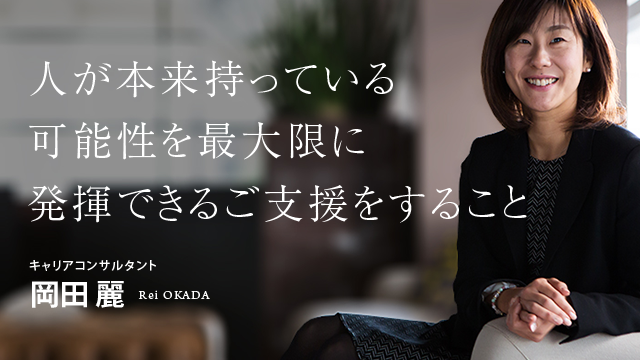 人が本来持っている
可能性を最大限に
発揮できるご支援をすること
キャリアコンサルタント
岡田 麗 Rei OKADA